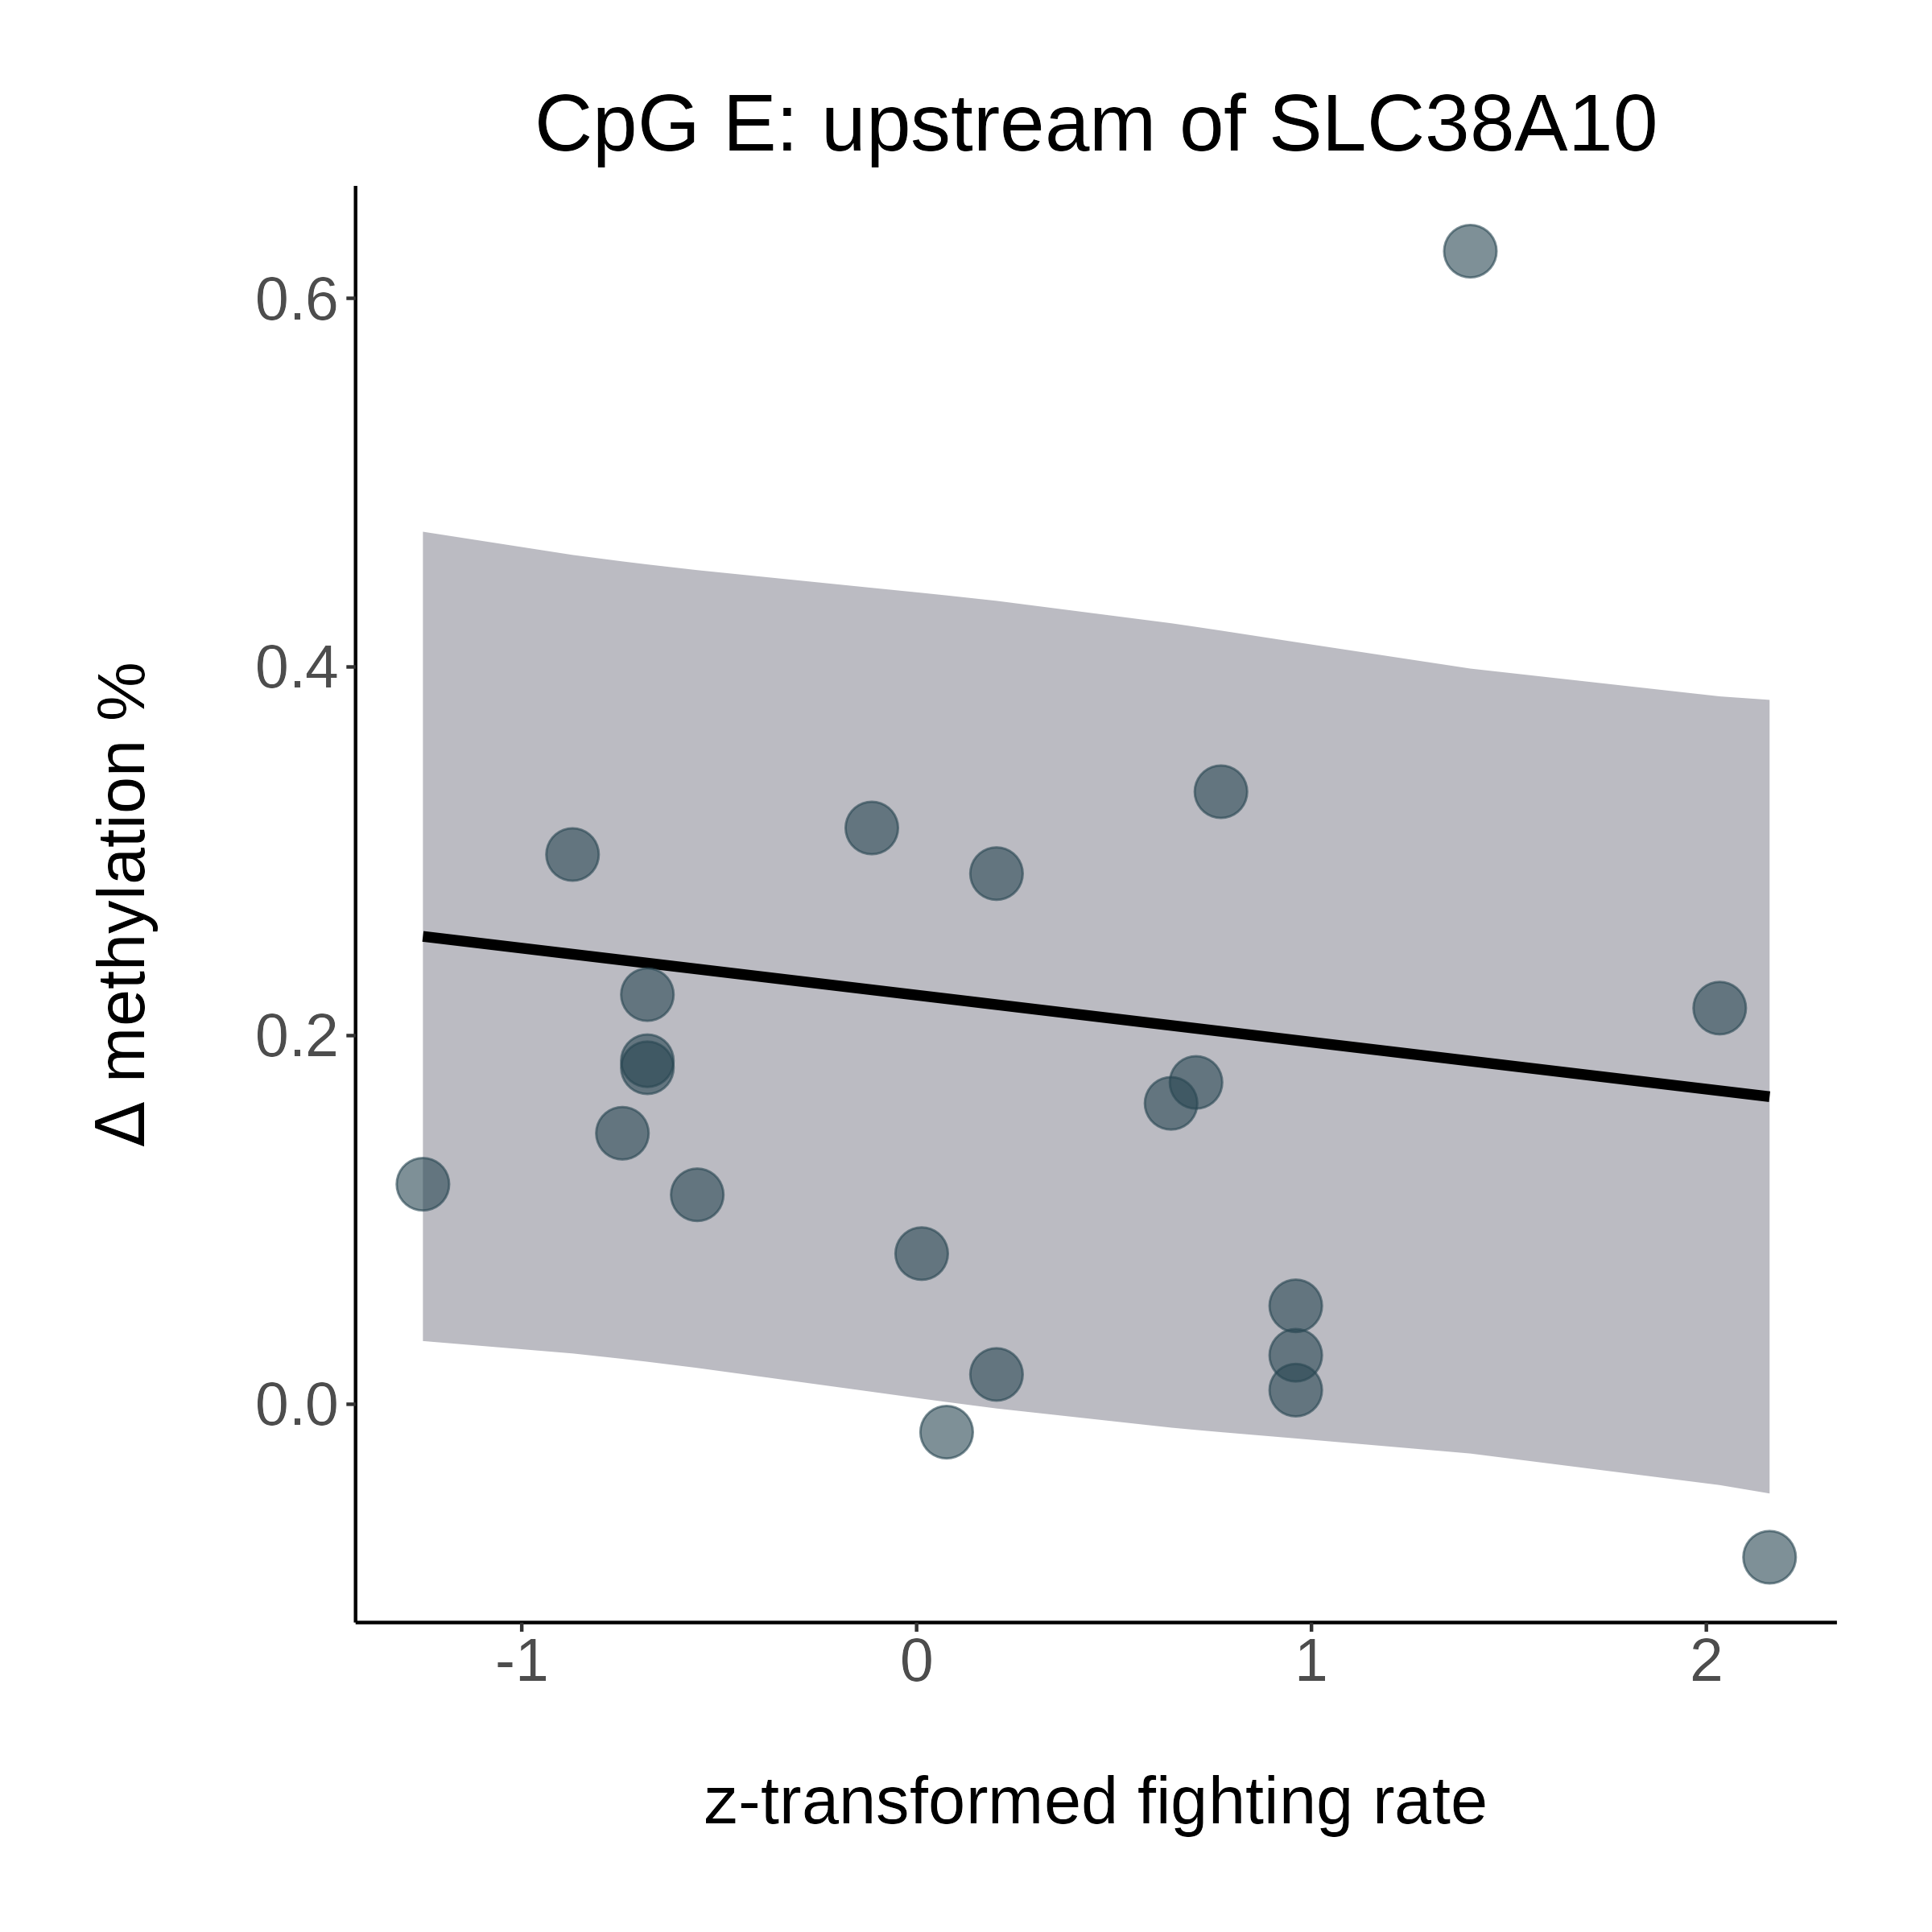 CpG E: upstream of SLC38A10
Δ methylation %
0.6
0.4
0.2
0.0
-1
0
1
2
z-transformed fighting rate